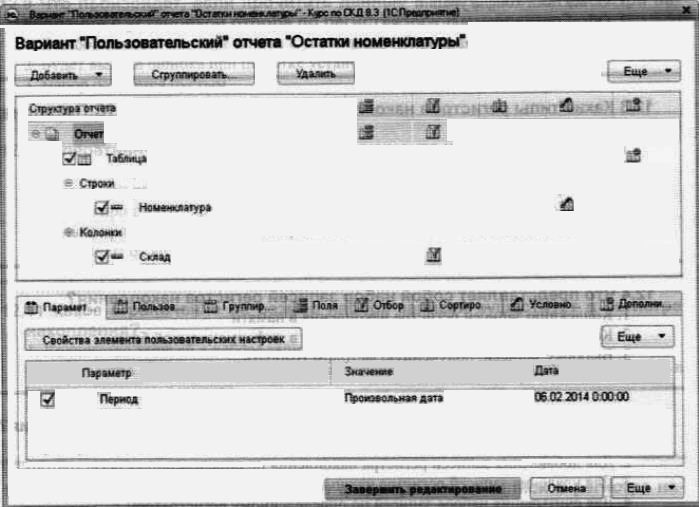 Вариант "Пользовательский" отчета "Остатки номенклатуры" - Курс по СКД 8.3 (1С:Предприятие)
Вариант "Пользовательский" отчета "Остатки номенклатуры"
Добавить Сгруппировать... Удалить Еще
Структура отчета
Отчет
Таблица
Строки
Номенклатура
Колонки
Склад
Парамет... Пользов... Группир... Поля Отбор Сортиро... Условно... Дополни...
Свойства элемента пользовательских настроек Еще
Параметр Значение Дата
Период Произвольная дата 06.02.2014 0:00:00
Завершить редактирование Отмена Еще